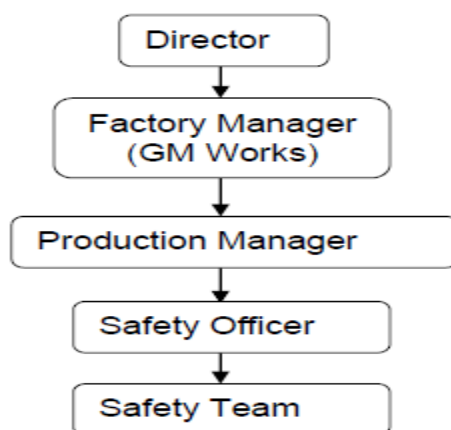 Director
Factory Manager
(GM Works)
Production Manager
Safety Officer
Safety Team